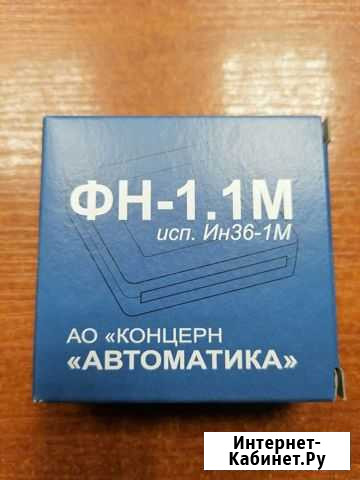 ФН-1.1М
исп. Ин36-1М
АО «КОНЦЕРН
«АВТОМАТИКА»
Интернет-
Кабинет.Ру